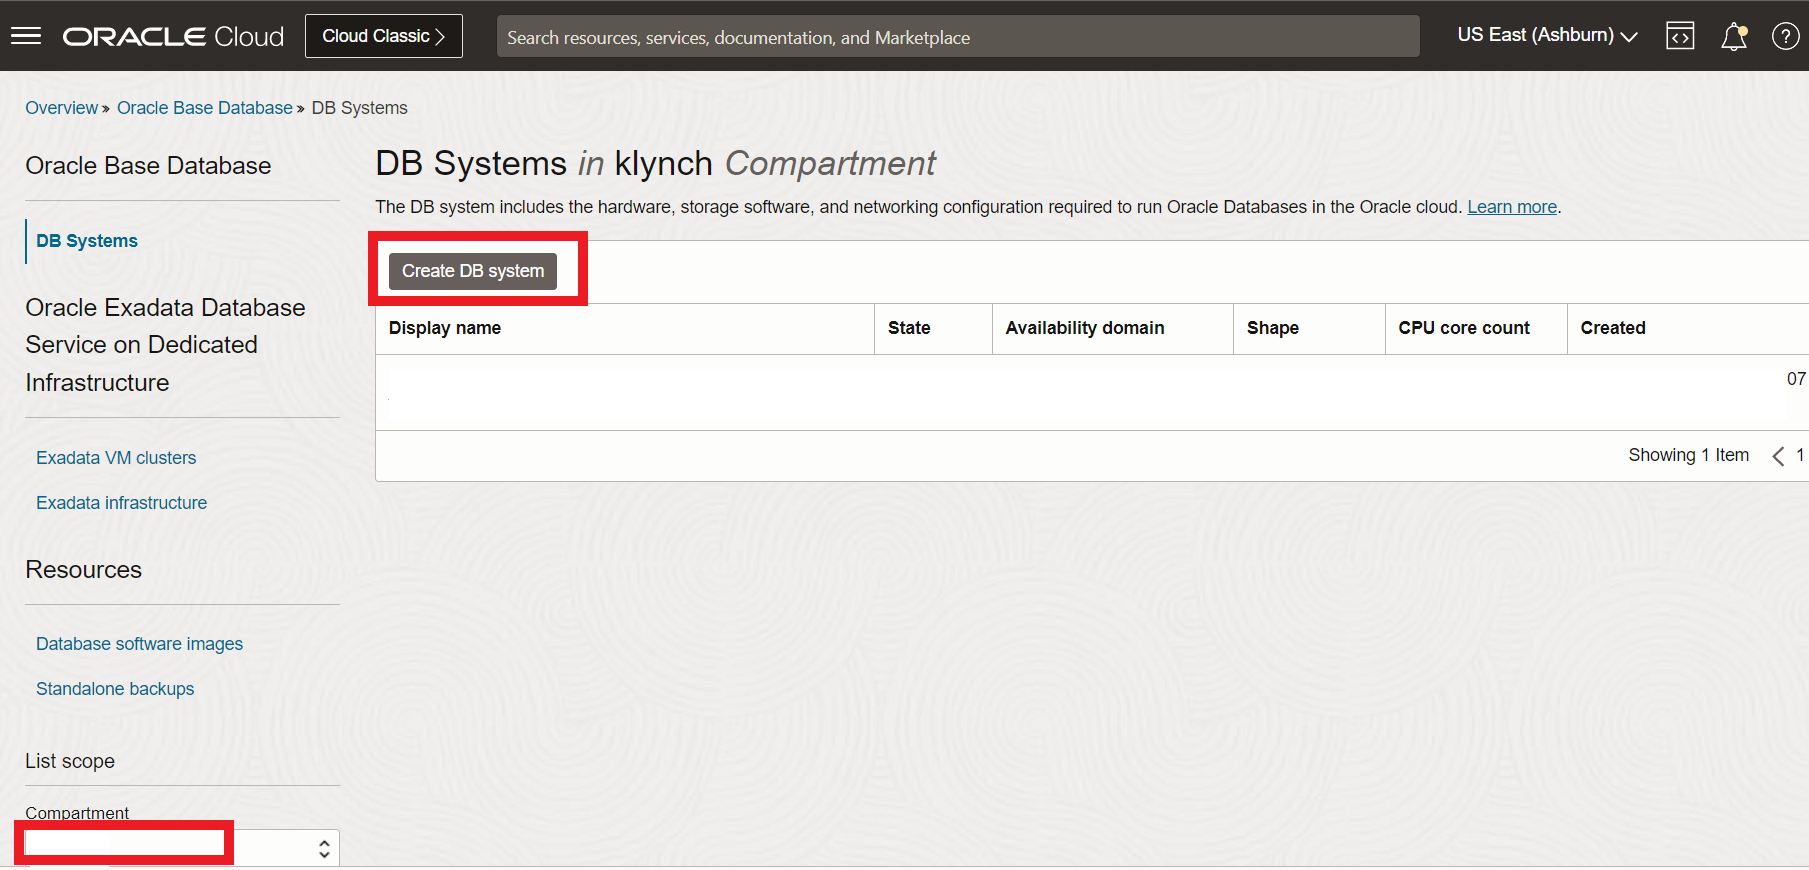 ORACLE Cloud
Cloud Classic
Search resources, services, documentation, and Marketplace
US East (Ashburn)
Overview » Oracle Base Database » DB Systems
Oracle Base Database
DB Systems
Oracle Exadata Database
Service on Dedicated
Infrastructure
Exadata VM clusters
Exadata infrastructure
Resources
Database software images
Standalone backups
List scope
Compartment
DB Systems in klynch Compartment
The DB system includes the hardware, storage software, and networking configuration required to run Oracle Databases in the Oracle cloud. Learn more.
Create DB system
Display name State Availability domain Shape CPU core count Created
07
Showing 1 Item < 1